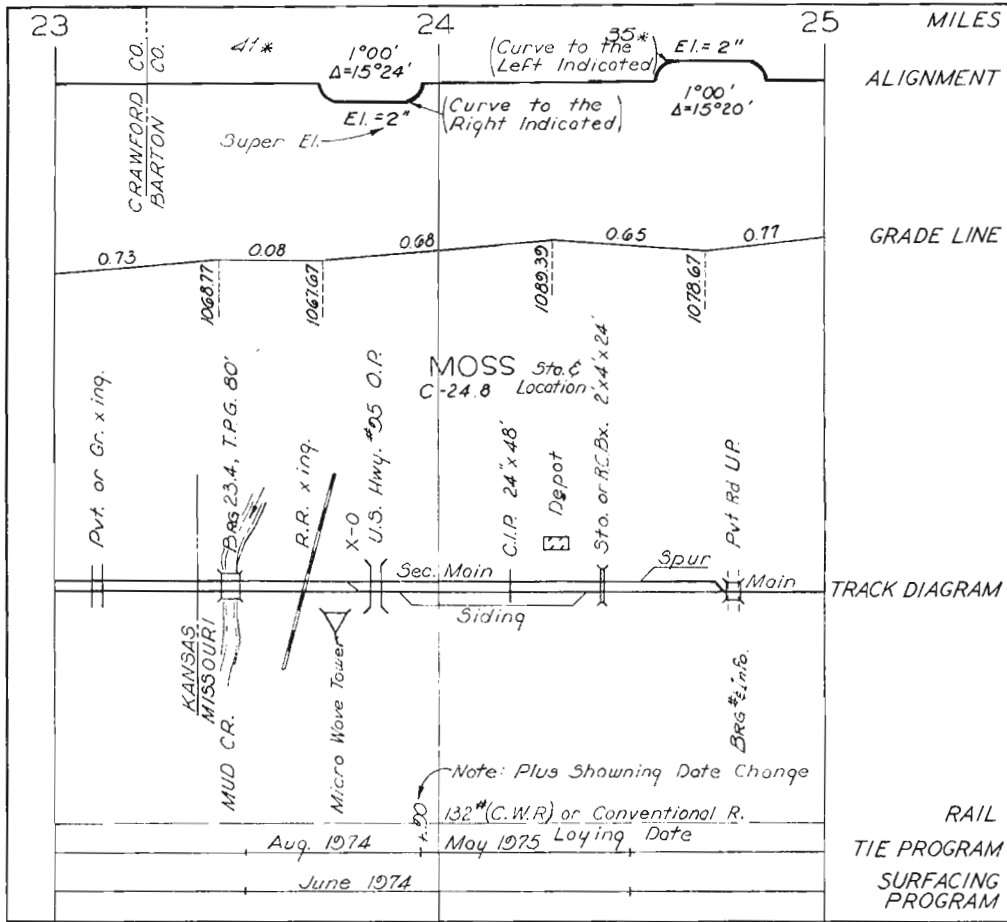 23 24 25 MILES
CRAWFORD CO.
BARTON CO.
41*
1°00'
Δ=15°24'
El.=2"
Super El.
(Curve to the
Left Indicated)
35*
El.=2"
1°00'
Δ=15°20'
(Curve to the
Right Indicated)
ALIGNMENT
0.73 0.08 0.68 0.65 0.77 GRADE LINE
1068.77
1067.67
1089.39
1078.67
MOSS Sta. &
C-24.8 Location
Pvt. or Gr. x ing.
BRG 23.4, T.P.G. 80'
R.R. x ing.
X-O
U.S. Hwy. #95 O.P.
C.I.P. 24" x 48'
Depot
Sta. or R.C.Bx. 2'x4'x24'
Pvt Rd U.P.
Sec. Main
Spur
Main
TRACK DIAGRAM
Siding
KANSAS
MISSOURI
MUD CR.
Micro Wave Tower
BRG # & info.
Note: Plus Showning Date Change
132# (C.W.R) or Conventional R. RAIL
Laying Date
Aug. 1974 May 1975 TIE PROGRAM
June 1974 SURFACING
PROGRAM